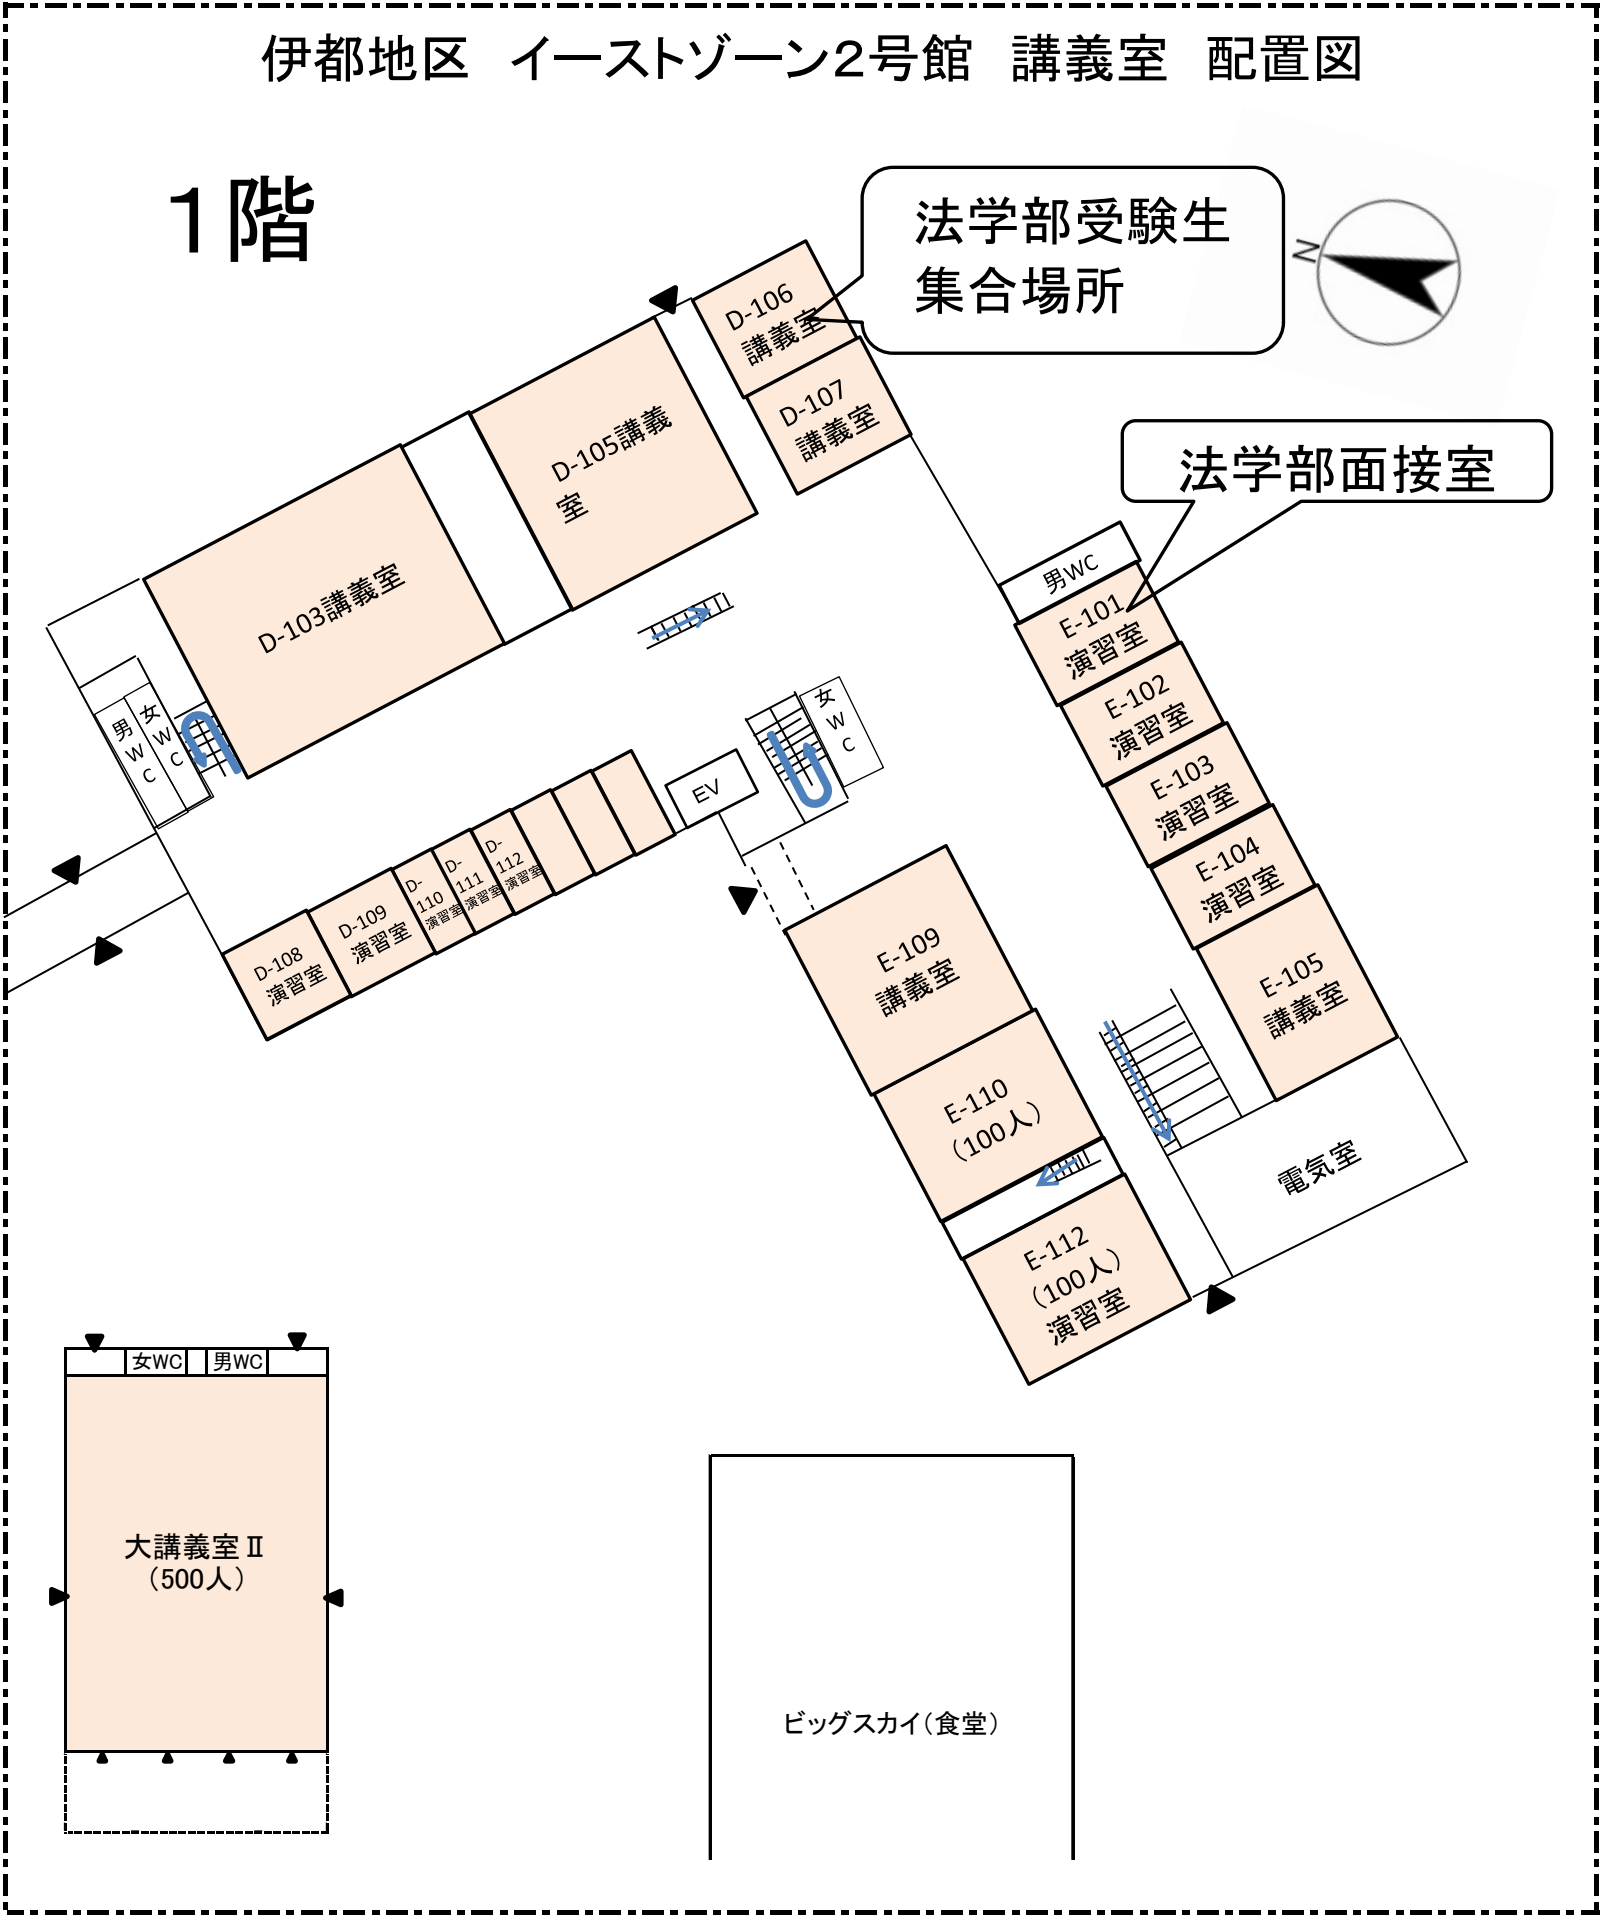 伊都地区　イーストゾーン２号館　講義室　配置図
１階
法学部受験生
集合場所
N
D-106
講義室
D-107
講義室
法学部面接室
D-105講義
室
D-103講義室
男WC
E-101
演習室
E-102
演習室
E-103
演習室
E-104
演習室
E-105
講義室
男
W
C
女
W
C
女
W
C
EV
D-108
演習室
D-109
演習室
D-
110
演習室
D-
111
演習室
D-
112
演習室
E-109
講義室
E-110
（100人）
E-112
（100人）
演習室
電気室
女WC
男WC
大講義室Ⅱ
（500人）
ビッグスカイ（食堂）